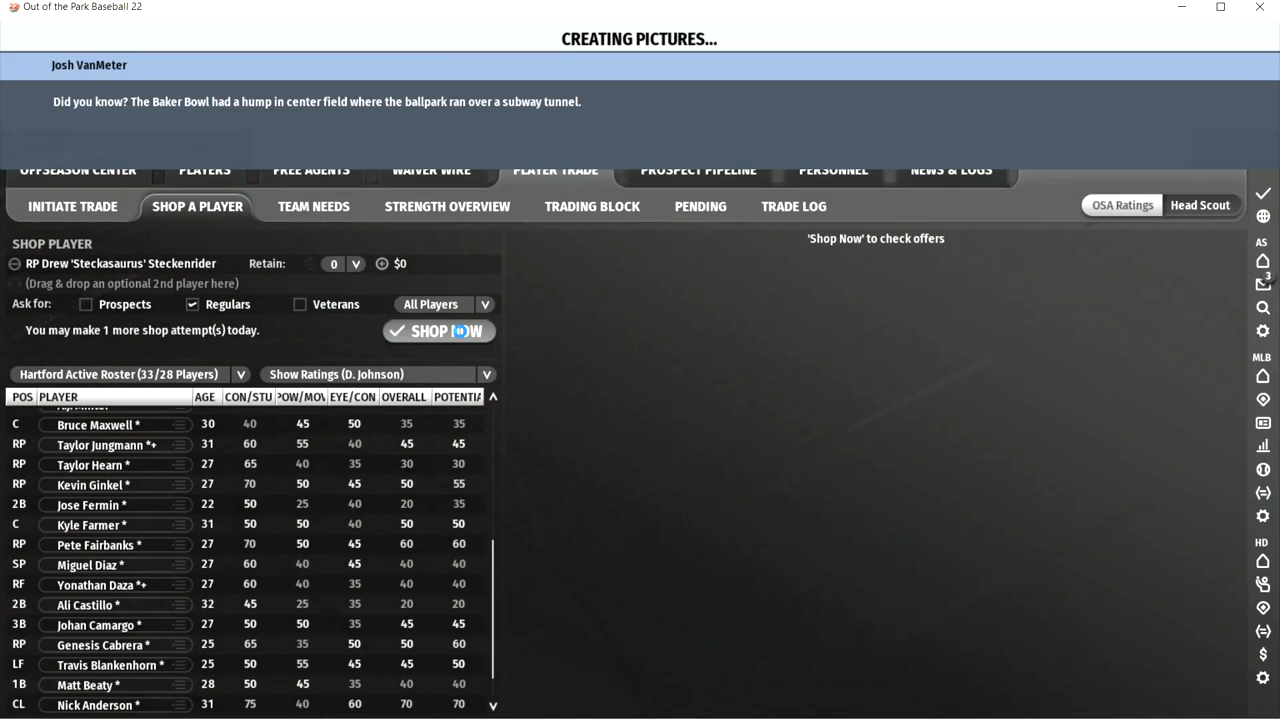 Out of the Park Baseball 22
CREATING PICTURES...
Josh VanMeter
Did you know? The Baker Bowl had a hump in center field where the ballpark ran over a subway tunnel.
OFFSEASON CENTER PLAYERS FREE AGENTS WAIVER WIRE PLAYER TRADE PROSPECT PIPELINE PERSONNEL NEWS & LOGS
INITIATE TRADE SHOP A PLAYER TEAM NEEDS STRENGTH OVERVIEW TRADING BLOCK PENDING TRADE LOG OSA Ratings Head Scout
SHOP PLAYER
'Shop Now' to check offers
RP Drew 'Steckasaurus' Steckenrider Retain: 0 $0
(Drag & drop an optional 2nd player here)
Ask for: Prospects Regulars Veterans All Players
You may make 1 more shop attempt(s) today. SHOP NOW
Hartford Active Roster (33/28 Players) Show Ratings (D. Johnson)
POS PLAYER AGE CON/STU POW/MOV EYE/CON OVERALL POTENTIA
C Bruce Maxwell * 30 40 45 50 35 35
RP Taylor Jungmann *+ 31 60 55 40 45 45
RP Taylor Hearn * 27 65 40 35 30 30
RP Kevin Ginkel * 27 70 50 45 50 55
2B Jose Fermin * 22 50 25 40 20 35
C Kyle Farmer * 31 50 50 40 50 50
RP Pete Fairbanks * 27 70 50 45 60 60
SP Miguel Diaz * 27 60 40 45 40 40
RF Yonathan Daza *+ 27 60 40 35 40 40
2B Ali Castillo * 32 45 25 35 20 20
3B Johan Camargo * 27 50 50 40 45 45
RP Genesis Cabrera * 25 65 35 50 50 60
LF Travis Blankenhorn * 25 50 55 45 45 50
1B Matt Beaty * 28 50 45 35 40 40
CL Nick Anderson * 31 75 40 60 70 70
AS
3
MLB
HD